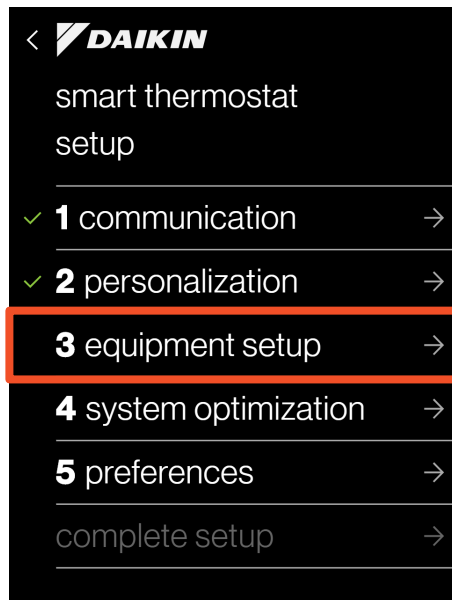 DAIKIN
smart thermostat
setup
1 communication
2 personalization
3 equipment setup
4 system optimization
5 preferences
complete setup